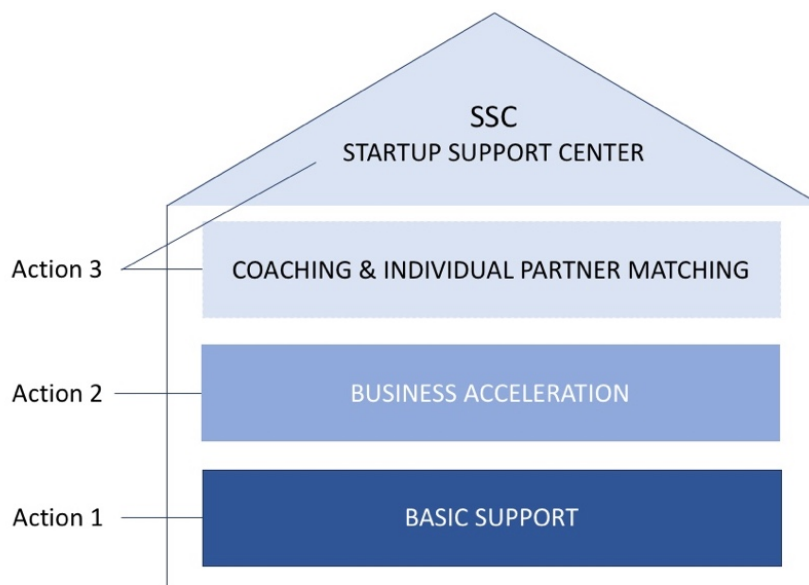 SSC
STARTUP SUPPORT CENTER
Action 3
COACHING & INDIVIDUAL PARTNER MATCHING
Action 2
BUSINESS ACCELERATION
Action 1
BASIC SUPPORT